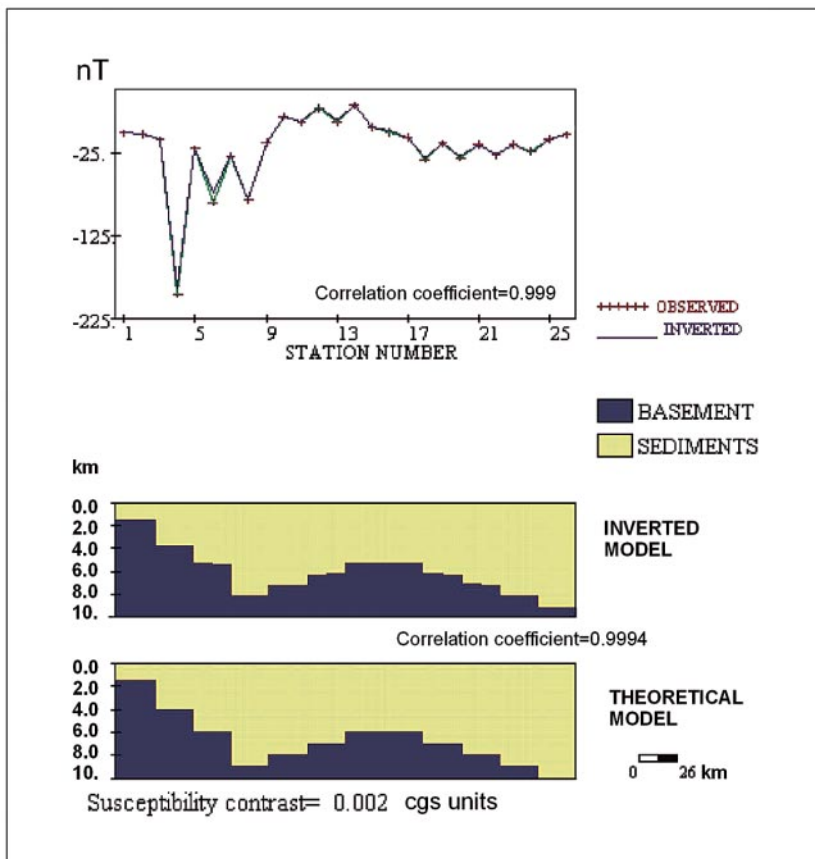 nT
-25.
-125.
-225.
Correlation coefficient=0.999
1 5 9 13 17 21 25
STATION NUMBER
OBSERVED
INVERTED
BASEMENT
SEDIMENTS
km
0.0
2.0
4.0
6.0
8.0
10.
INVERTED
MODEL
Correlation coefficient=0.9994
0.0
2.0
4.0
6.0
8.0
10.
THEORETICAL
MODEL
0 26 km
Susceptibility contrast= 0.002 cgs units